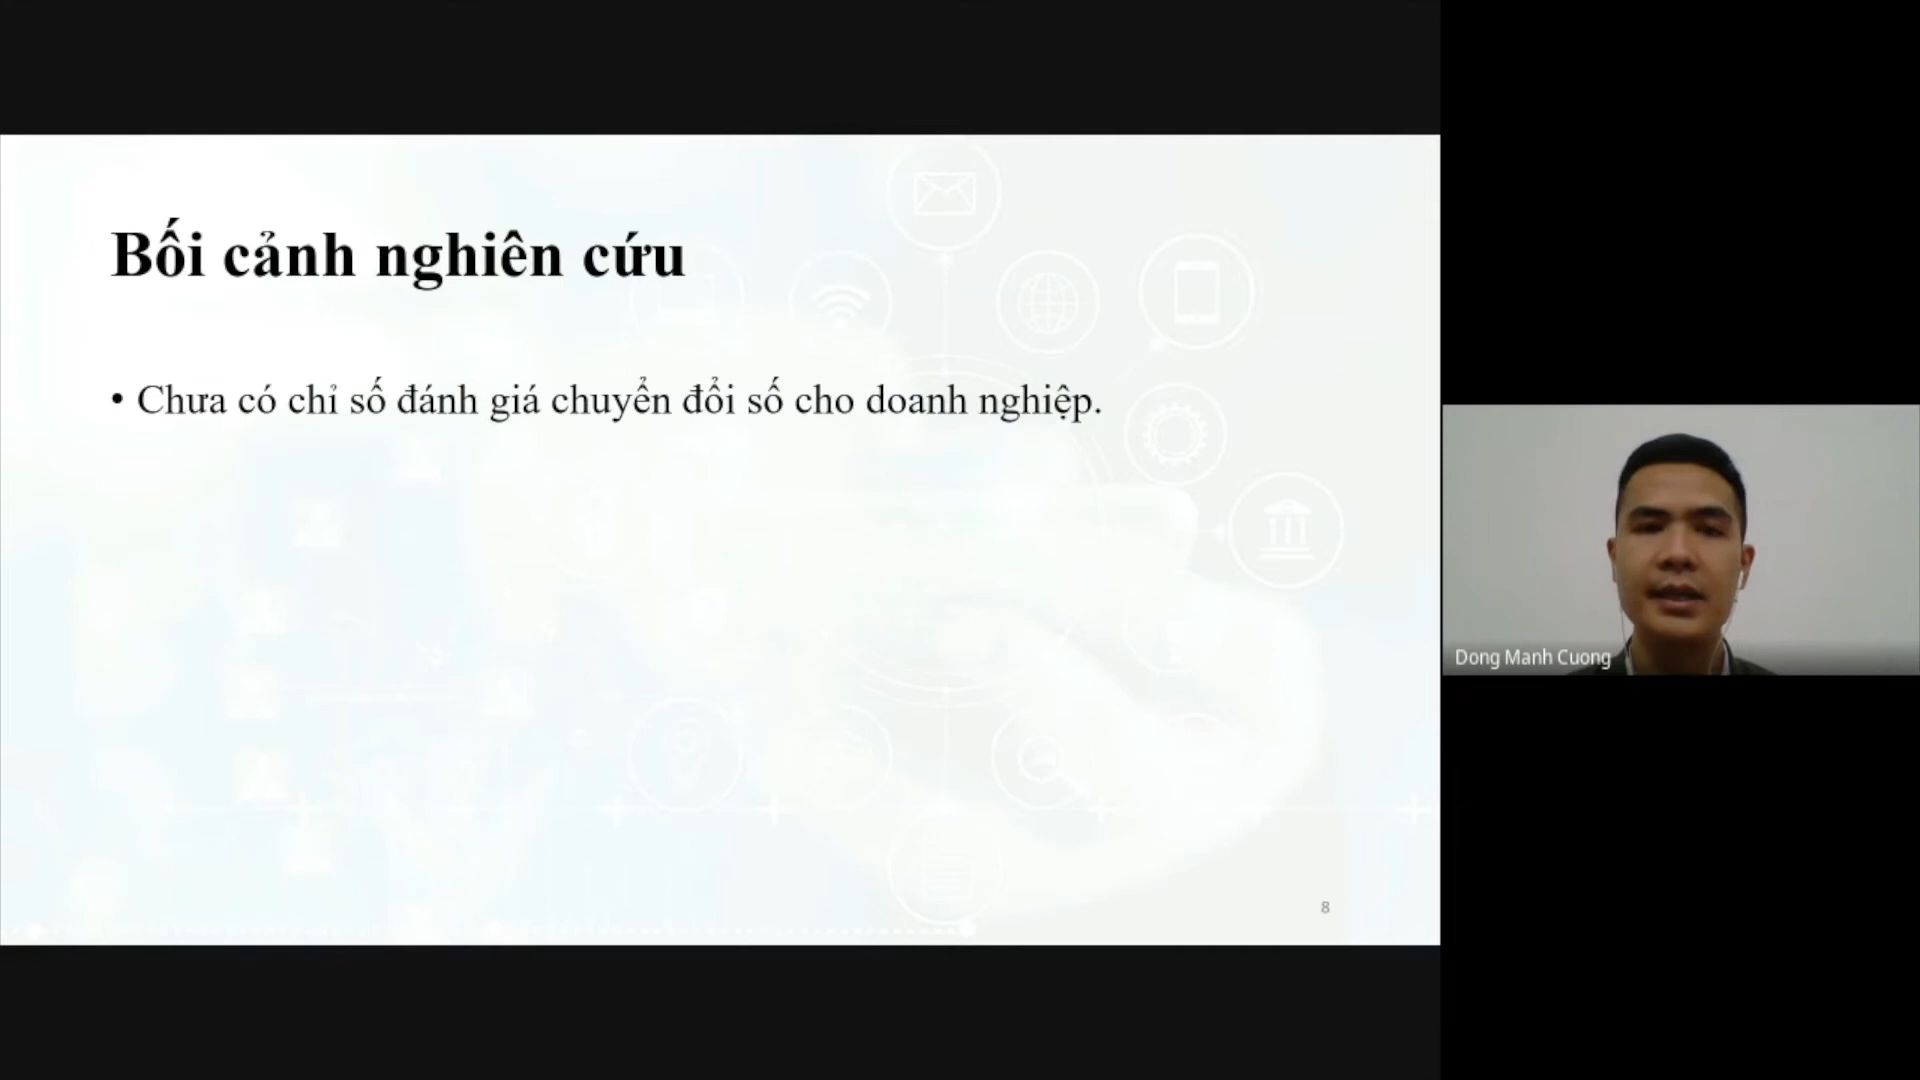 Bối cảnh nghiên cứu
• Chưa có chỉ số đánh giá chuyển đổi số cho doanh nghiệp.
Dong Manh Cuong
8